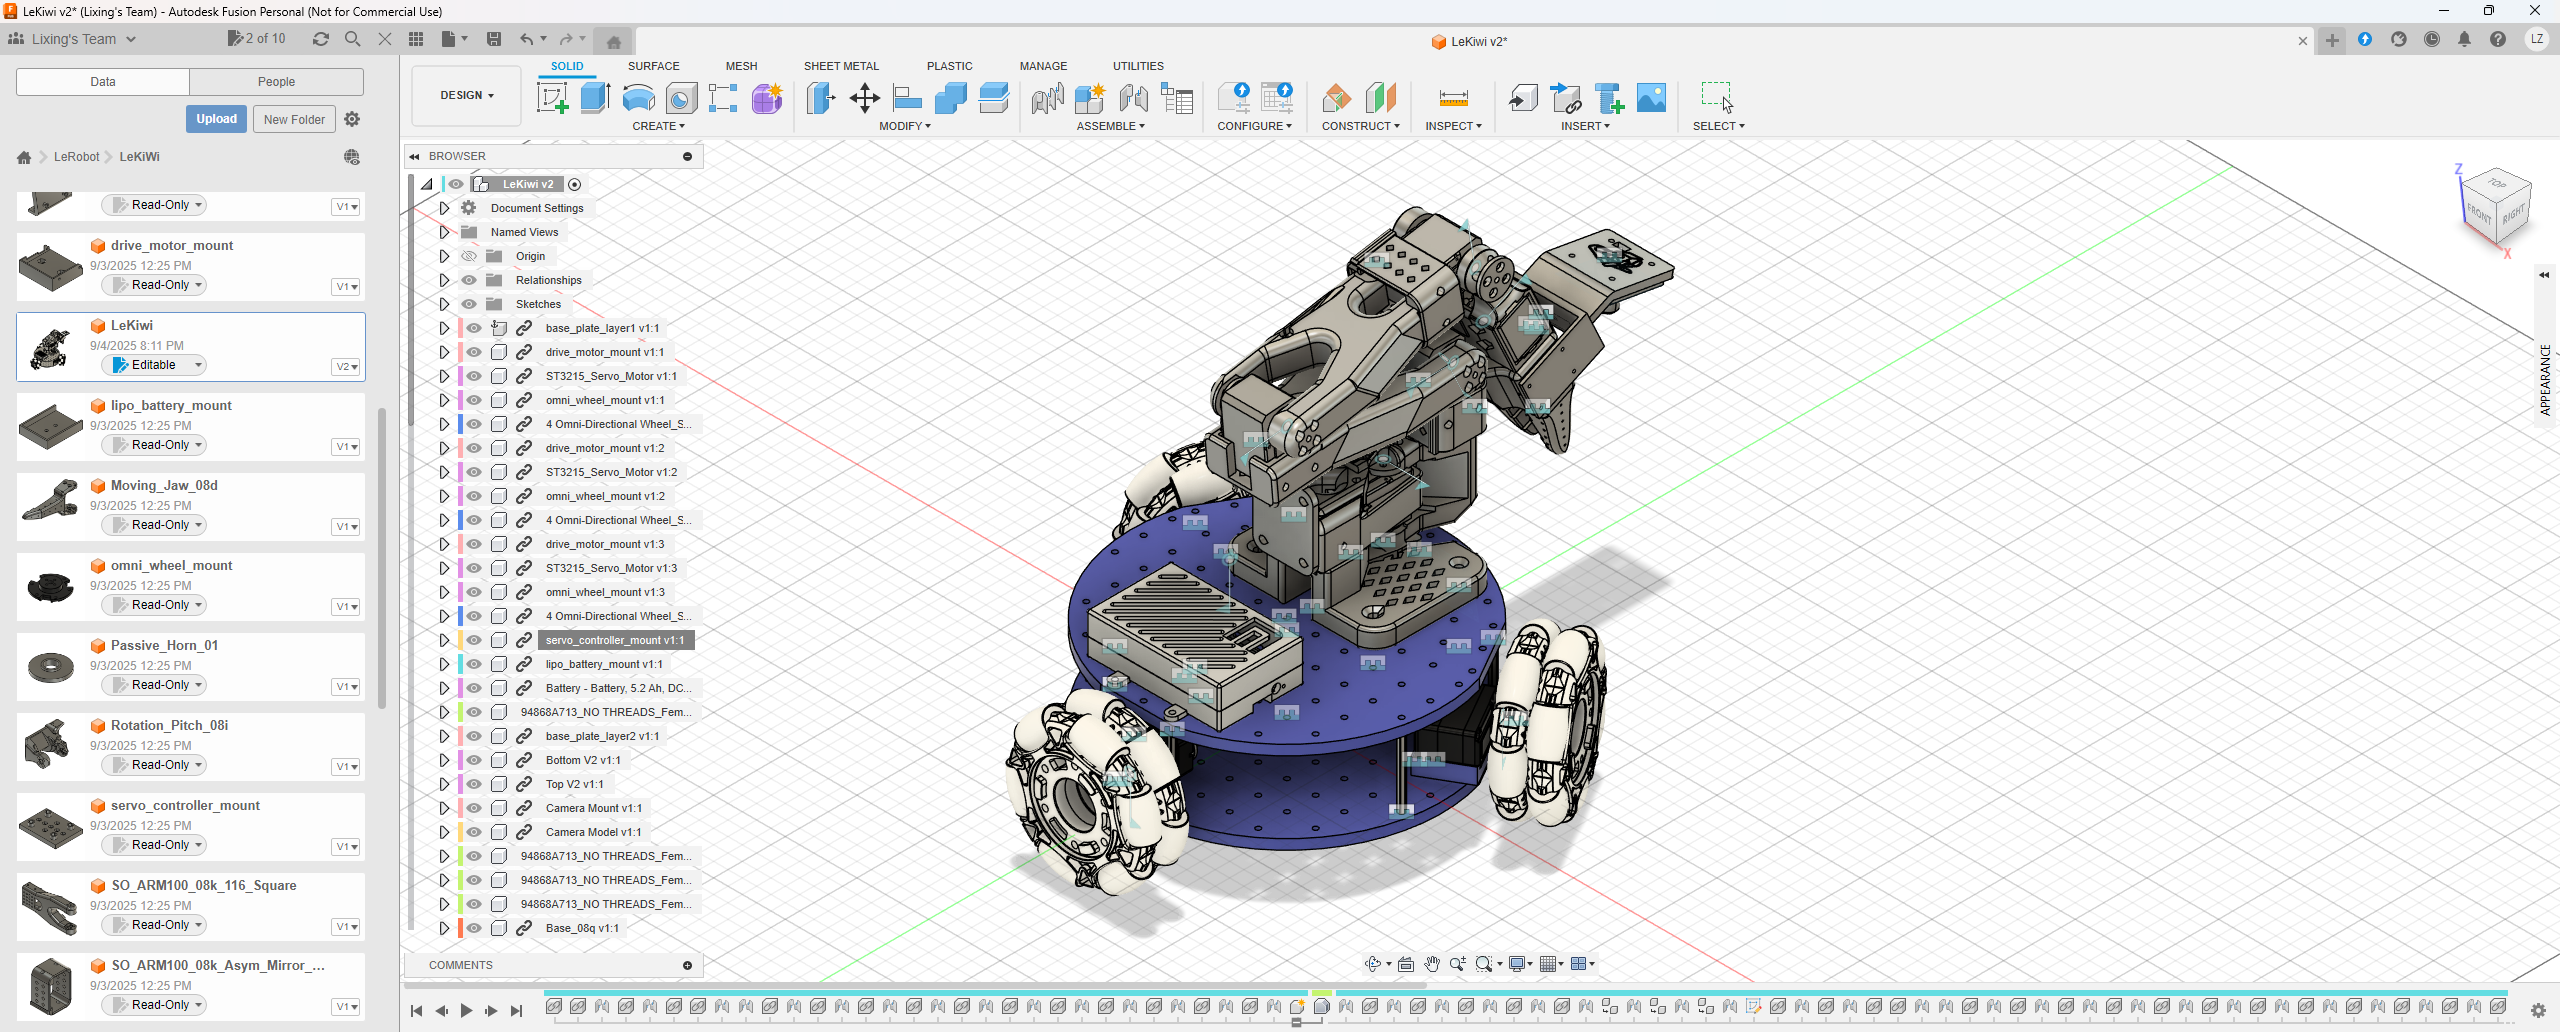 LeKiwi v2* (Lixing's Team) - Autodesk Fusion Personal (Not for Commercial Use)
Lixing's Team
2 of 10
LeKiwi v2*
LZ
Data
People
Upload
New Folder
LeRobot
LeKiWi
Read-Only
V1
drive_motor_mount
9/3/2025 12:25 PM
Read-Only
V1
LeKiwi
9/4/2025 8:11 PM
Editable
V2
lipo_battery_mount
9/3/2025 12:25 PM
Read-Only
V1
Moving_Jaw_08d
9/3/2025 12:25 PM
Read-Only
V1
omni_wheel_mount
9/3/2025 12:25 PM
Read-Only
V1
Passive_Horn_01
9/3/2025 12:25 PM
Read-Only
V1
Rotation_Pitch_08i
9/3/2025 12:25 PM
Read-Only
V1
servo_controller_mount
9/3/2025 12:25 PM
Read-Only
V1
SO_ARM100_08k_116_Square
9/3/2025 12:25 PM
Read-Only
V1
SO_ARM100_08k_Asym_Mirror_...
9/3/2025 12:25 PM
Read-Only
V1
DESIGN
SOLID
SURFACE
MESH
SHEET METAL
PLASTIC
MANAGE
UTILITIES
CREATE
MODIFY
ASSEMBLE
CONFIGURE
CONSTRUCT
INSPECT
INSERT
SELECT
BROWSER
LeKiwi v2
Document Settings
Named Views
Origin
Relationships
Sketches
base_plate_layer1 v1:1
drive_motor_mount v1:1
ST3215_Servo_Motor v1:1
omni_wheel_mount v1:1
4 Omni-Directional Wheel_S...
drive_motor_mount v1:2
ST3215_Servo_Motor v1:2
omni_wheel_mount v1:2
4 Omni-Directional Wheel_S...
drive_motor_mount v1:3
ST3215_Servo_Motor v1:3
omni_wheel_mount v1:3
4 Omni-Directional Wheel_S...
servo_controller_mount v1:1
lipo_battery_mount v1:1
Battery - Battery, 5.2 Ah, DC...
94868A713_NO THREADS_Fem...
base_plate_layer2 v1:1
Bottom V2 v1:1
Top V2 v1:1
Camera Mount v1:1
Camera Model v1:1
94868A713_NO THREADS_Fem...
94868A713_NO THREADS_Fem...
94868A713_NO THREADS_Fem...
Base_08q v1:1
COMMENTS
Z
TOP
FRONT
RIGHT
X
APPEARANCE